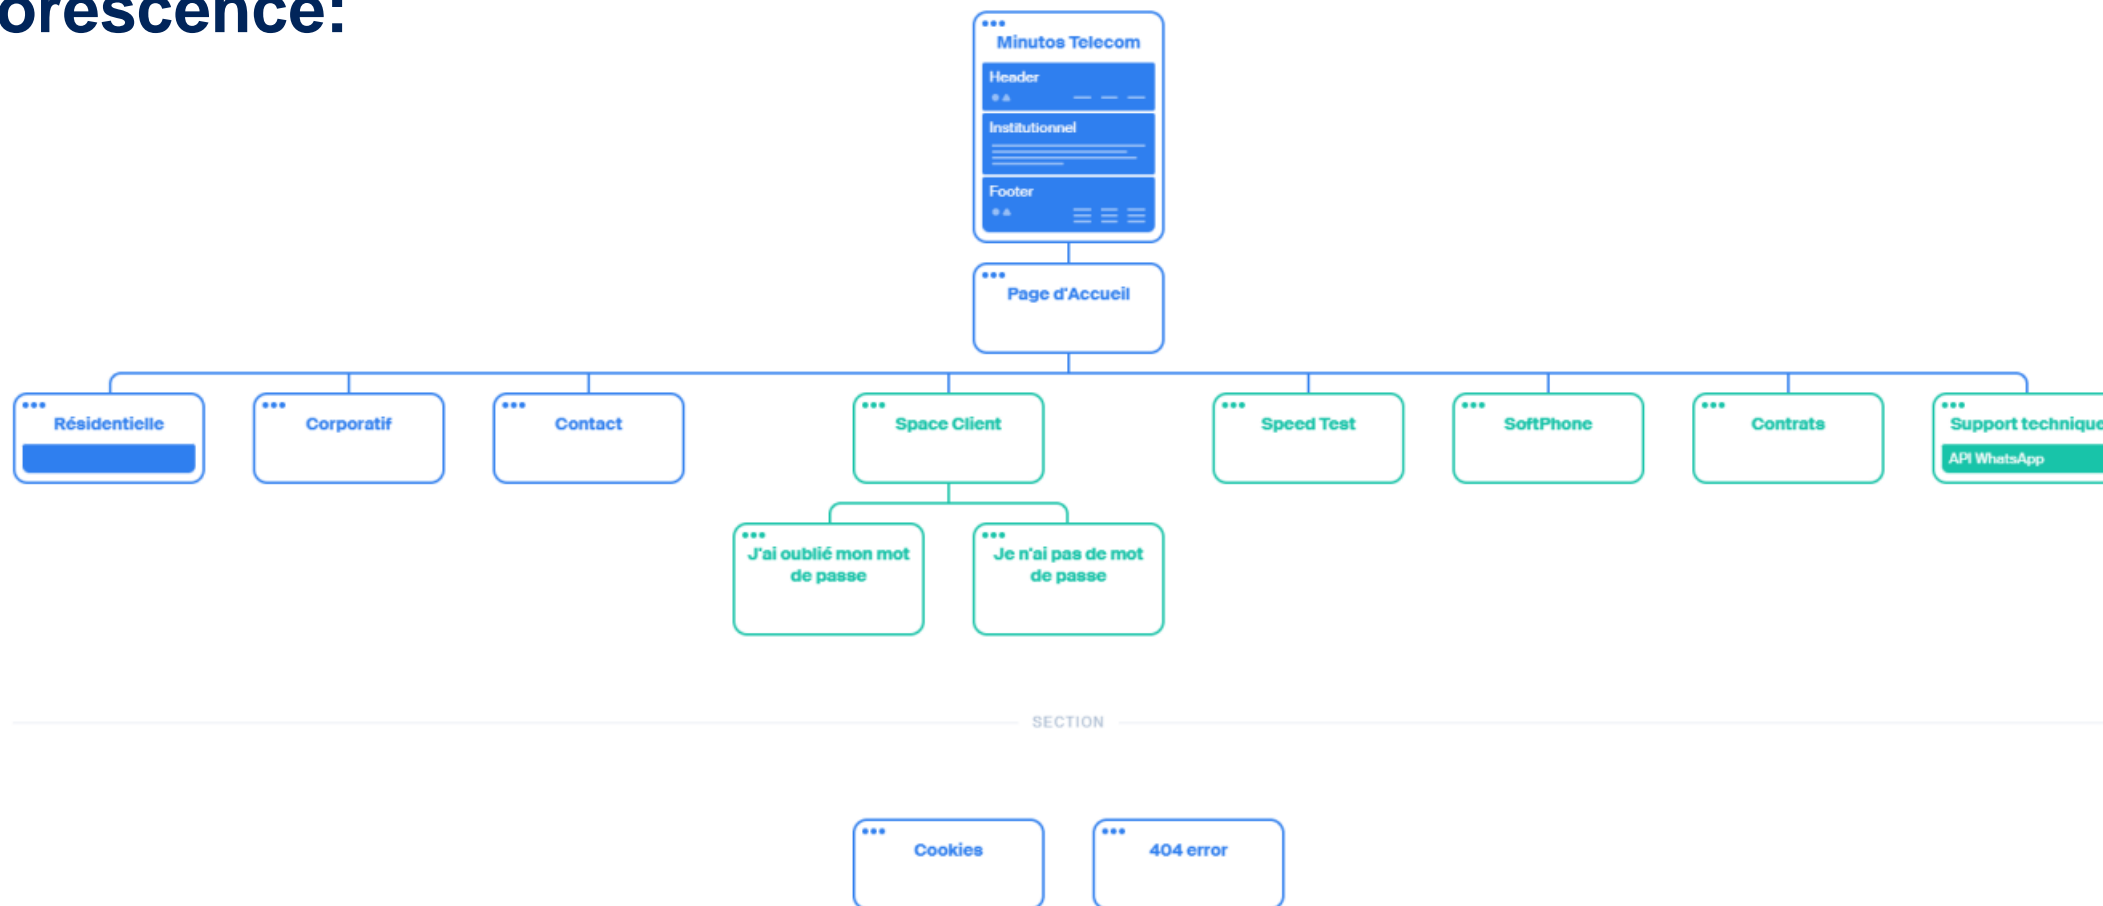 orescence:
Minutos Telecom
Header
Institutionnel
Footer
Page d'Accueil
Résidentielle
Corporatif
Contact
Space Client
Speed Test
SoftPhone
Contrats
Support technique
API WhatsApp
J'ai oublié mon mot
de passe
Je n'ai pas de mot
de passe
SECTION
Cookies
404 error